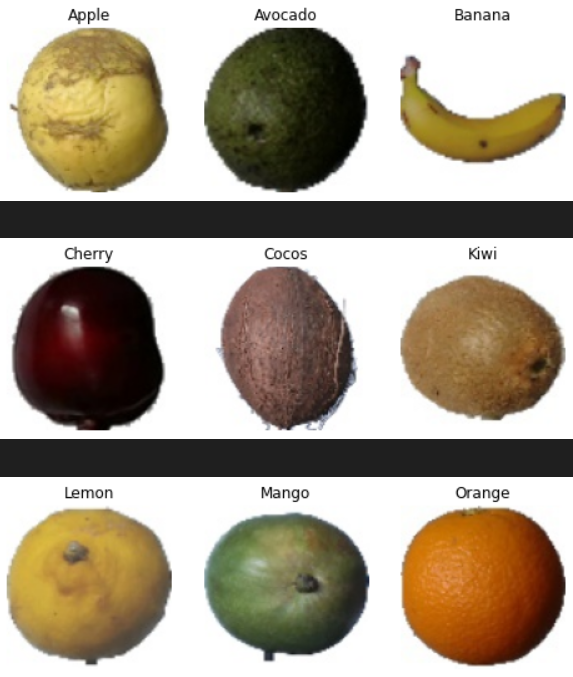 Apple Avocado Banana
Cherry Cocos Kiwi
Lemon Mango Orange